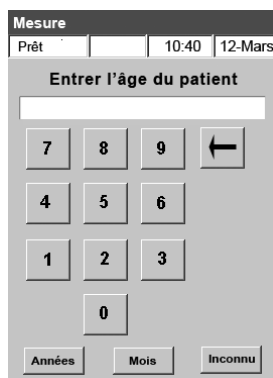 Mesure
Prêt 10:40 12-Mars
Entrer l'âge du patient
7 8 9
4 5 6
1 2 3
0
Années Mois Inconnu